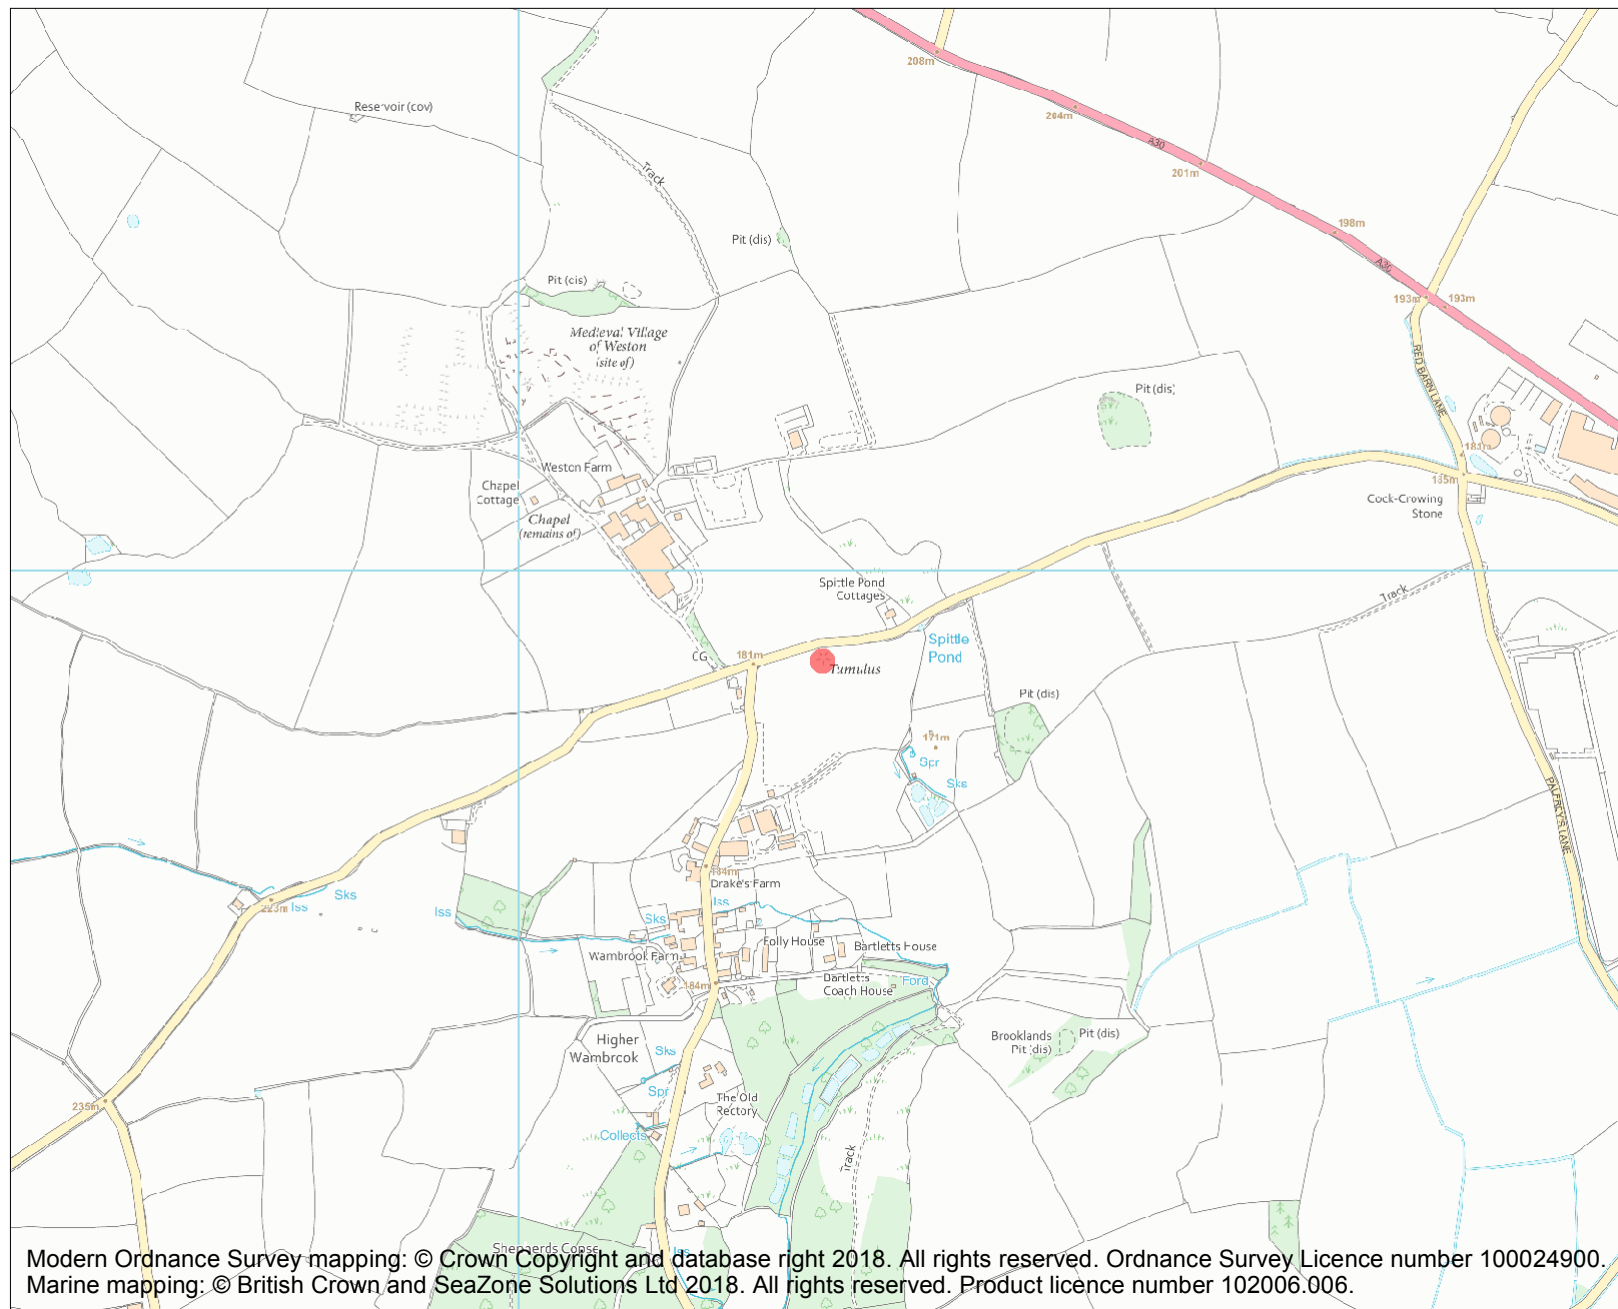 208m
Reservoir (cov)
204m
A30
201m
Track
198m
Pit (dis)
A30
Pit (cis)
193m
193m
Medieval Village
of Weston
(site of)
RED BARN LANE
Pit (dis)
Weston Farm
183m
185m
Chapel
Cottage
Cock-Crowing
Stone
Chapel
(remains of)
Spittle Pond
Cottages
Track
Spittle
Pond
CG
181m
Tumulus
Pit (dis)
171m
Spr
Sks
PALFREY'S LANE
184m
Drake's Farm
Sks
223m
Iss
Iss
Iss
Sks
Folly House
Bartletts House
Wambrook Farm
Bartletts
Coach House
Ford
184m
Higher
Wambrook
Brooklands
Pit (dis)
Pit (dis)
Sks
Spr
235m
The Old
Rectory
Collects
Track
Shepherds Copse
Iss
Modern Ordnance Survey mapping: © Crown Copyright and database right 2018. All rights reserved. Ordnance Survey Licence number 100024900.
Marine mapping: © British Crown and SeaZone Solutions Ltd 2018. All rights reserved. Product licence number 102006.006.